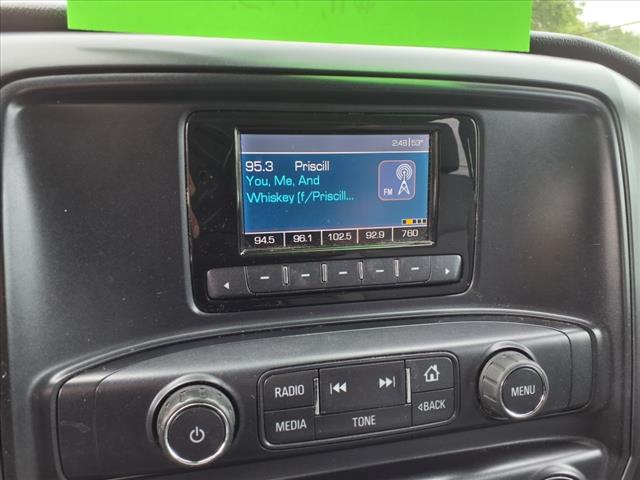 2:48 53°
95.3 Priscill
You, Me, And
Whiskey (f/Priscill...
FM
94.5 96.1 102.5 92.9 760
RADIO
MEDIA
TONE
BACK
MENU